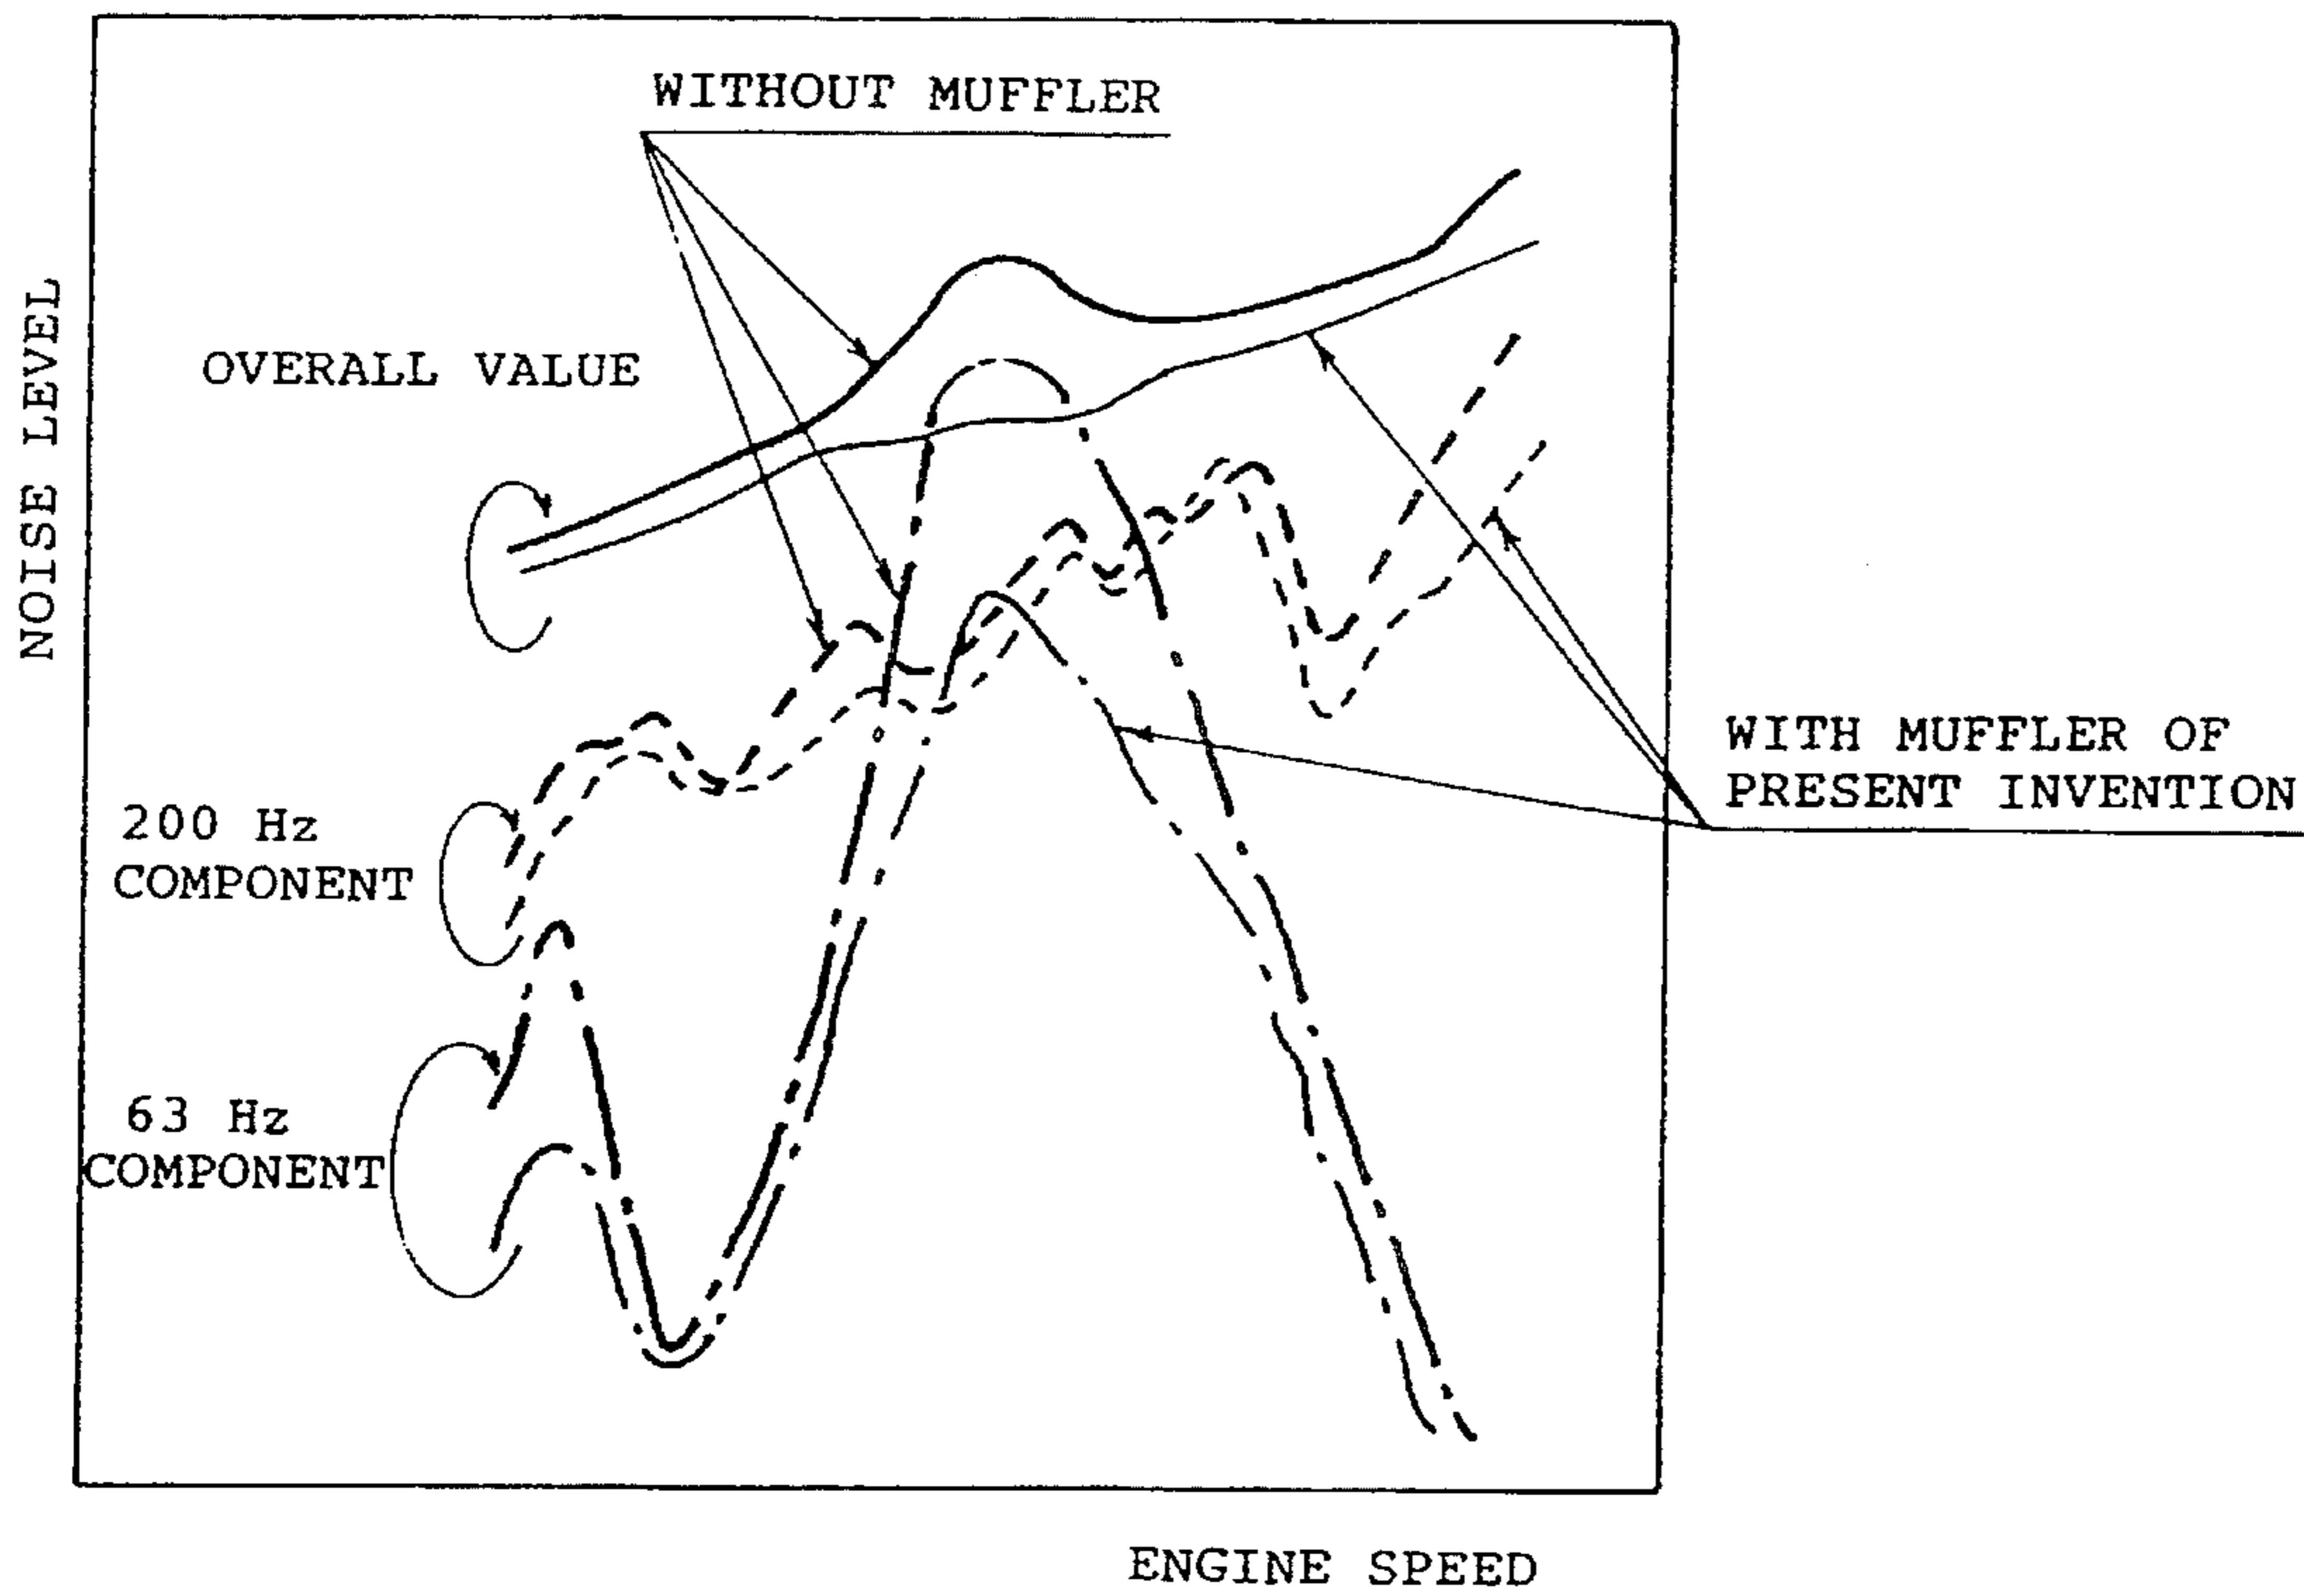 WITHOUT MUFFLER
NOISE LEVEL
OVERALL VALUE
WITH MUFFLER OF
PRESENT INVENTION
200 Hz
COMPONENT
63 Hz
COMPONENT
ENGINE SPEED